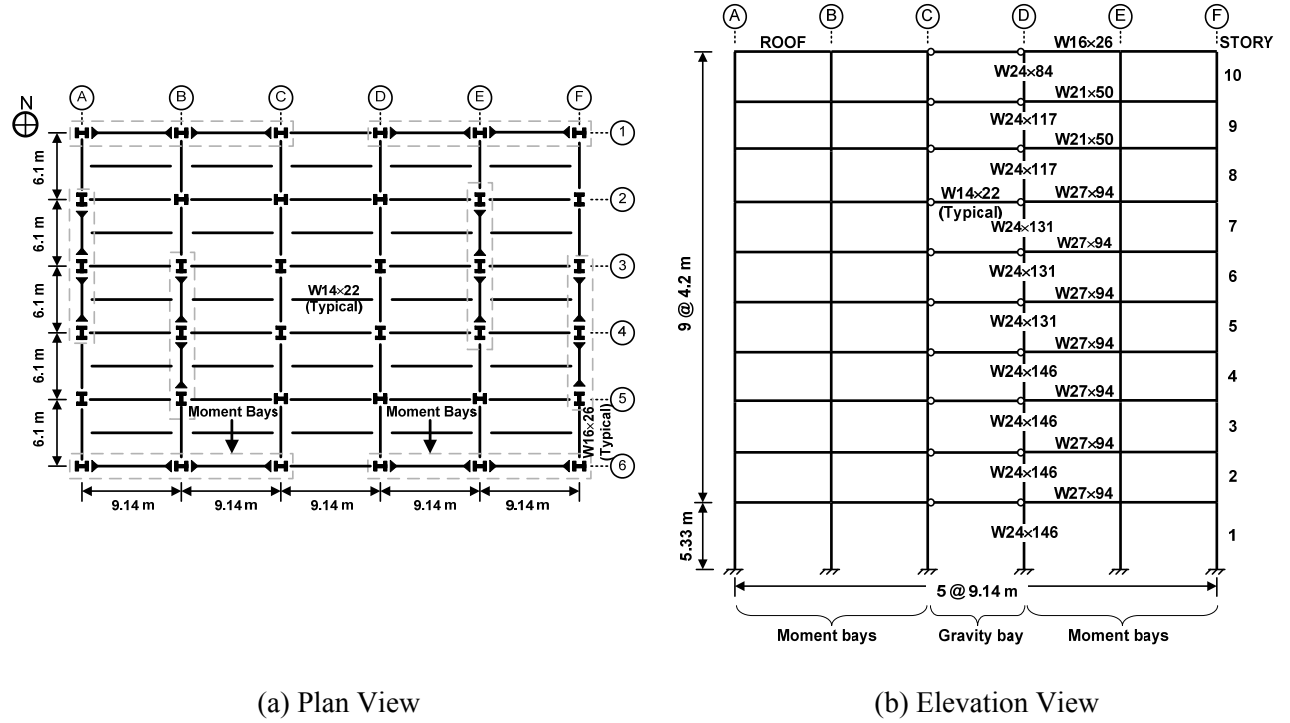 N
A
B
C
D
E
F
1
2
3
4
5
6
6.1 m
6.1 m
6.1 m
6.1 m
6.1 m
W14×22
(Typical)
Moment Bays
Moment Bays
W16×26
(Typical)
9.14 m
9.14 m
9.14 m
9.14 m
9.14 m
(a) Plan View
A
B
C
D
E
F
ROOF
W16×26
STORY
W24×84
10
W21×50
W24×117
9
W21×50
W24×117
8
W14×22
(Typical)
W27×94
W24×131
7
W27×94
W24×131
6
W27×94
W24×131
5
W27×94
W24×146
4
W27×94
W24×146
3
W27×94
W24×146
2
W27×94
W24×146
1
9 @ 4.2 m
5.33 m
5 @ 9.14 m
Moment bays
Gravity bay
Moment bays
(b) Elevation View